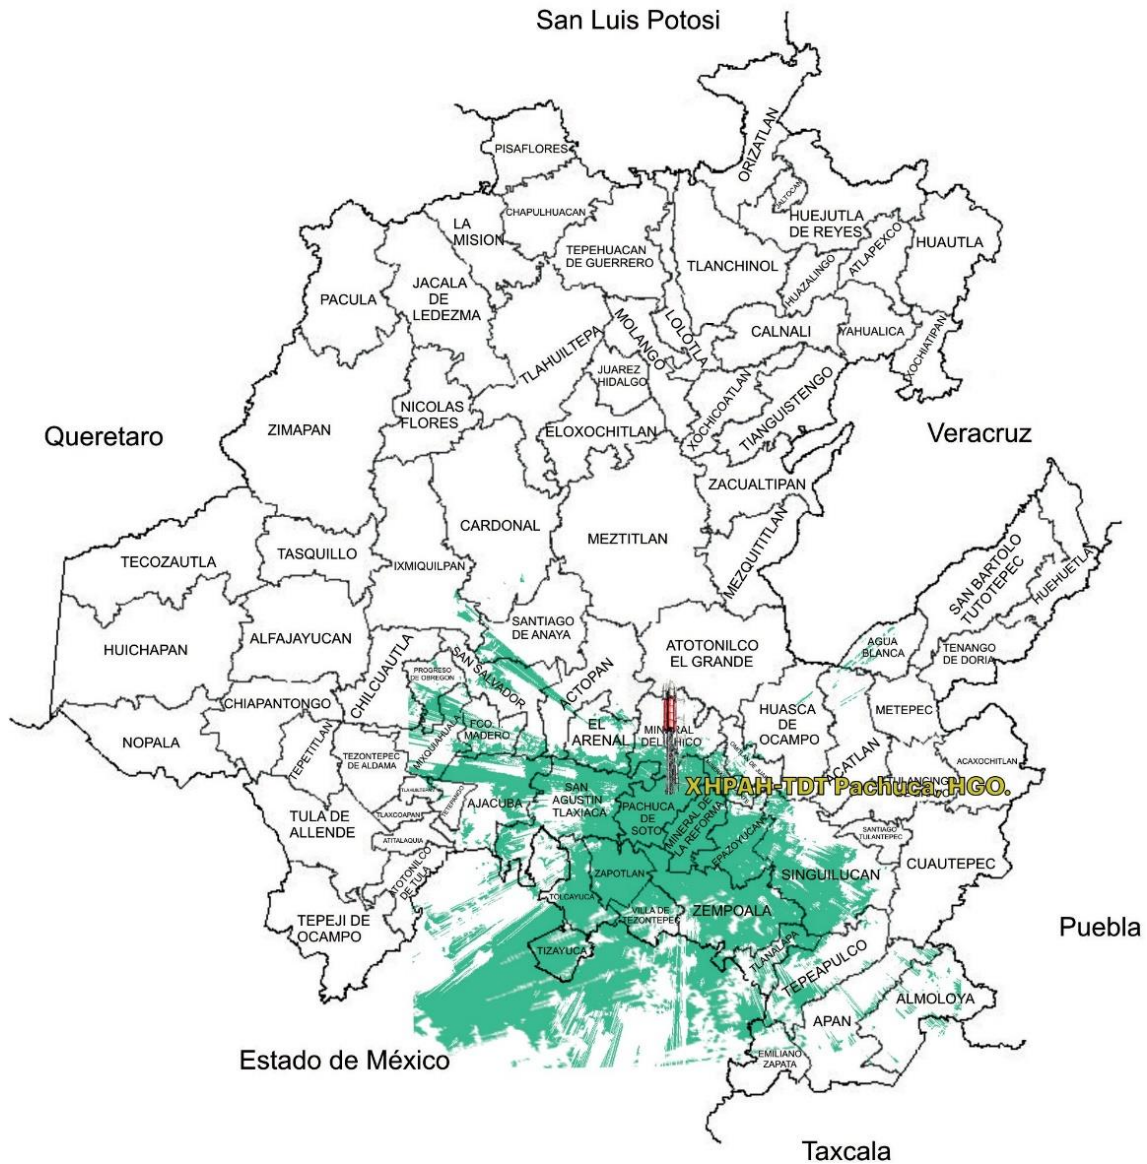 San Luis Potosi
PISAFLORES
ORIZATLAN
CHAPULHUACAN
JALTOCAN
LA
MISION
HUEJUTLA
DE REYES
TEPEHUACAN
DE GUERRERO
TLANCHINOL
HUAZALINGO
ATLAPEXCO
HUAUTLA
PACULA
JACALA
DE
LEDEZMA
TLAHUILTEPA
MOLANGO
LOLOTLA
CALNALI
YAHUALICA
XOCHIATIPAN
JUAREZ
HIDALGO
NICOLAS
FLORES
XOCHICOATLAN
TIANGUISTENGO
Queretaro
ZIMAPAN
ELOXOCHITLAN
Veracruz
ZACUALTIPAN
CARDONAL
MEZTITLAN
MEZQUITITLAN
TECOZAUTLA
TASQUILLO
IXMIQUILPAN
SAN BARTOLO
TUTOTEPEC
HUEHUETLA
SANTIAGO
DE ANAYA
HUICHAPAN
ALFAJAYUCAN
ATOTONILCO
EL GRANDE
AGUA
BLANCA
TENANGO
DE DORIA
CHILCUAUTLA
PROGRESO
DE OBREGON
SAN SALVADOR
ACTOPAN
CHIAPANTONGO
HUASCA
DE
OCAMPO
METEPEC
NOPALA
TEPETITLAN
TEZONTEPEC
DE ALDAMA
MIXQUIAHUALA
FCO.
MADERO
EL
ARENAL
MINERAL
DEL CHICO
ACATLAN
ACAXOCHITLAN
XHPAH-TDT Pachuca, HGO.
TULANCINGO
TULA DE
ALLENDE
TLAXCOAPAN
AJACUBA
SAN
AGUSTIN
TLAXIACA
PACHUCA
DE
SOTO
MINERAL DE
LA REFORMA
EPAZOYUCAN
SANTIAGO
TULANTEPEC
ATITALAQUIA
ATOTONILCO
DE TULA
CUAUTEPEC
SINGUILUCAN
ZAPOTLAN
TOLCAYUCA
VILLA DE
TEZONTEPEC
ZEMPOALA
TEPEJI DE
OCAMPO
TIZAYUCA
TLANALAPA
TEPEAPULCO
Puebla
ALMOLOYA
APAN
Estado de México
EMILIANO
ZAPATA
Taxcala